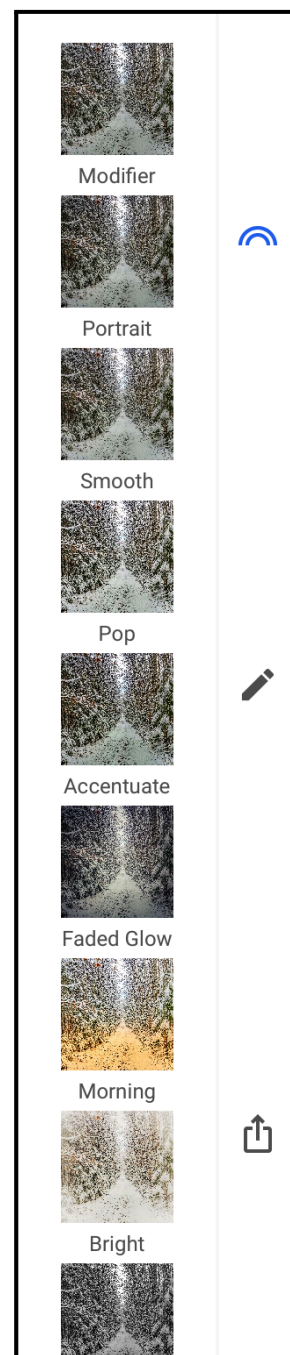 Modifier
Portrait
Smooth
Pop
Accentuate
Faded Glow
Morning
Bright